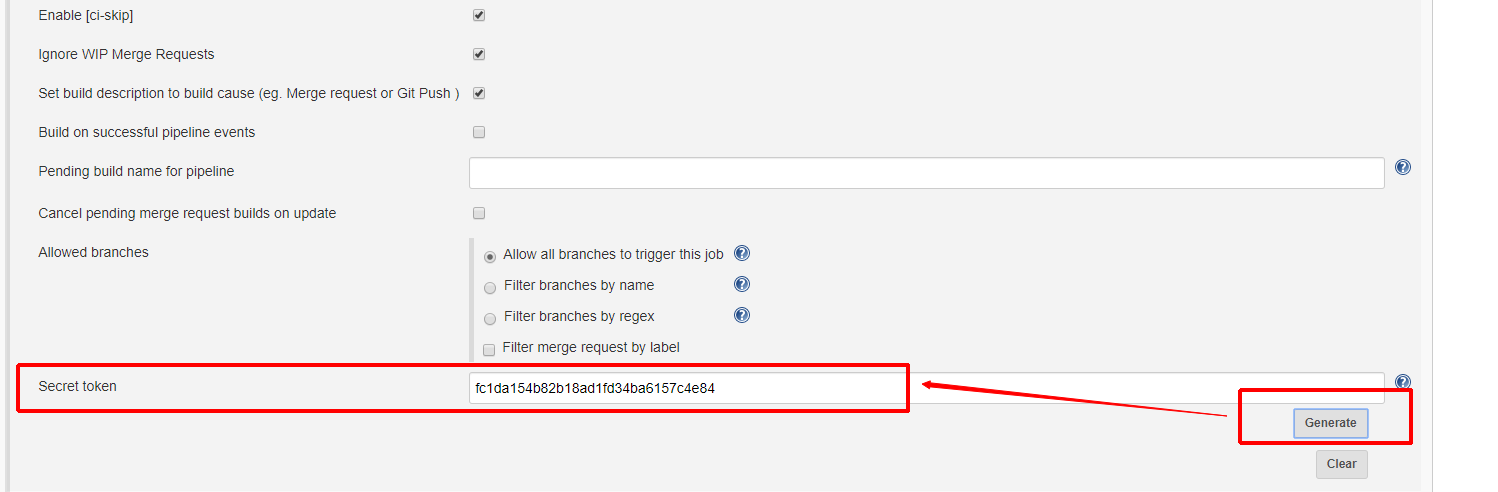 Enable [ci-skip]
Ignore WIP Merge Requests
Set build description to build cause (eg. Merge request or Git Push )
Build on successful pipeline events
Pending build name for pipeline
Cancel pending merge request builds on update
Allowed branches
Allow all branches to trigger this job
Filter branches by name
Filter branches by regex
Filter merge request by label
Secret token
fc1da154b82b18ad1fd34ba6157c4e84
Generate
Clear